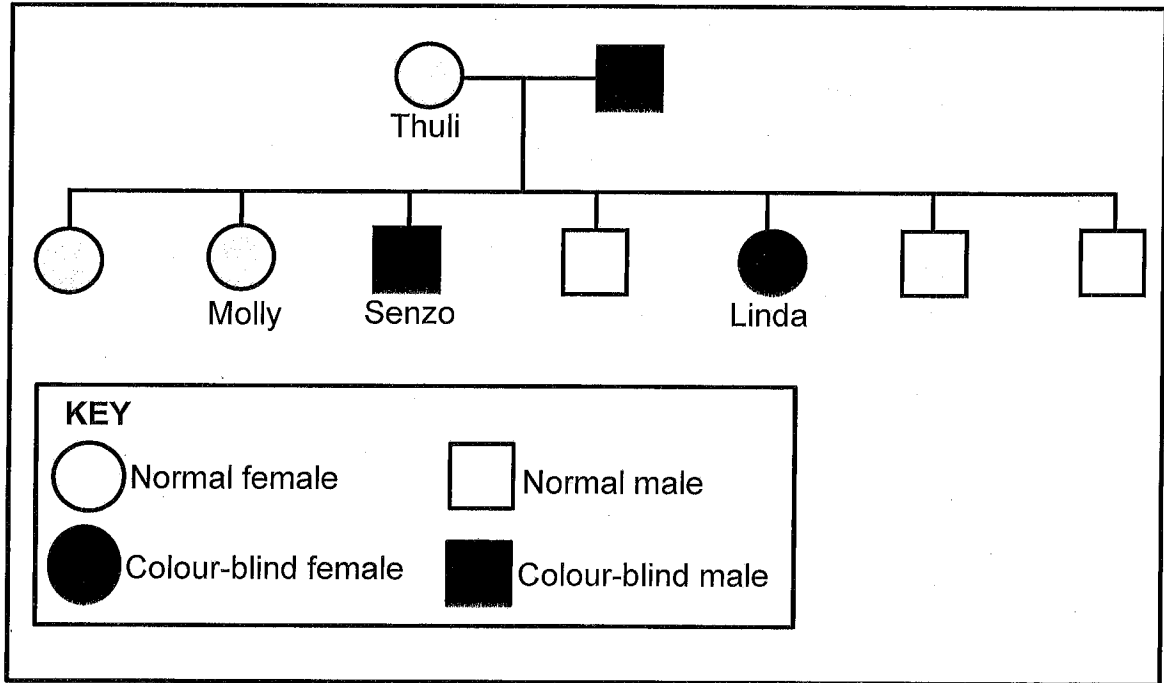 Thuli
Molly Senzo Linda
KEY
Normal female Normal male
Colour-blind female Colour-blind male